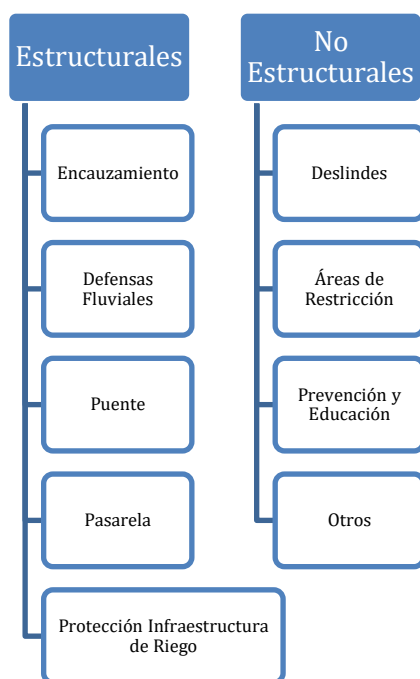 Estructurales
Encauzamiento
Defensas
Fluviales
Puente
Pasarela
Protección Infraestructura
de Riego
No
Estructurales
Deslindes
Áreas de
Restricción
Prevención y
Educación
Otros